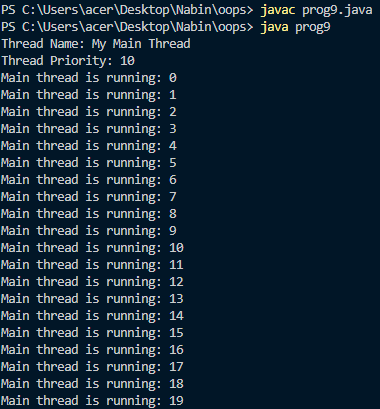 PS C:\Users\acer\Desktop\Nabin\oops> javac prog9.java
PS C:\Users\acer\Desktop\Nabin\oops> java prog9
Thread Name: My Main Thread
Thread Priority: 10
Main thread is running: 0
Main thread is running: 1
Main thread is running: 2
Main thread is running: 3
Main thread is running: 4
Main thread is running: 5
Main thread is running: 6
Main thread is running: 7
Main thread is running: 8
Main thread is running: 9
Main thread is running: 10
Main thread is running: 11
Main thread is running: 12
Main thread is running: 13
Main thread is running: 14
Main thread is running: 15
Main thread is running: 16
Main thread is running: 17
Main thread is running: 18
Main thread is running: 19